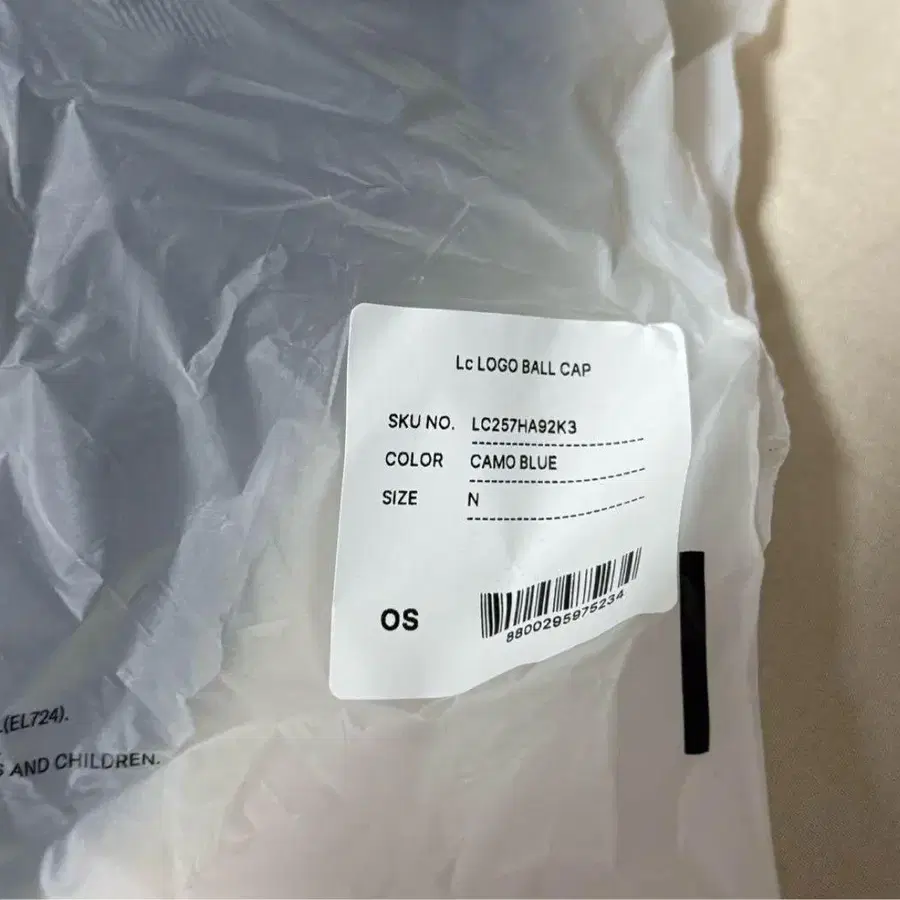 Lc LOGO BALL CAP
SKU NO. LC257HA92K3
COLOR CAMO BLUE
SIZE N
OS
8800295975234
(EL724).
AND CHILDREN.